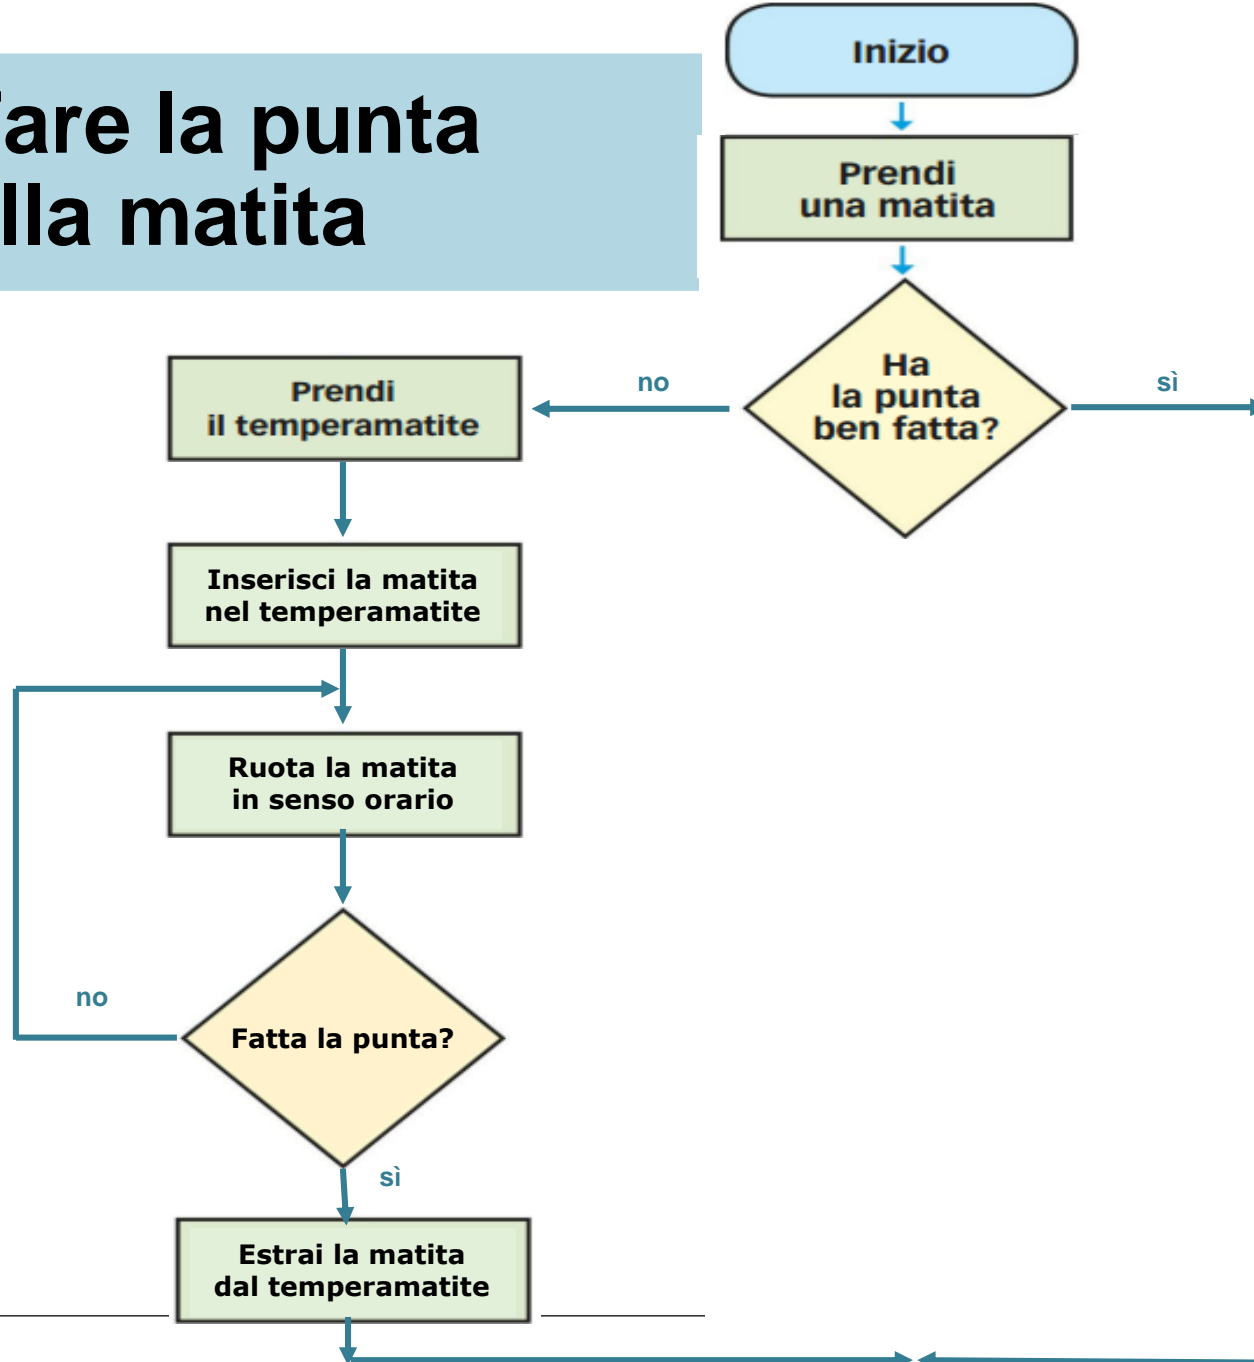 are la punta
lla matita
Inizio
Prendi
una matita
Ha
la punta
ben fatta?
no
sì
Prendi
il temperamatite
Inserisci la matita
nel temperamatite
Ruota la matita
in senso orario
Fatta la punta?
no
sì
Estrai la matita
dal temperamatite